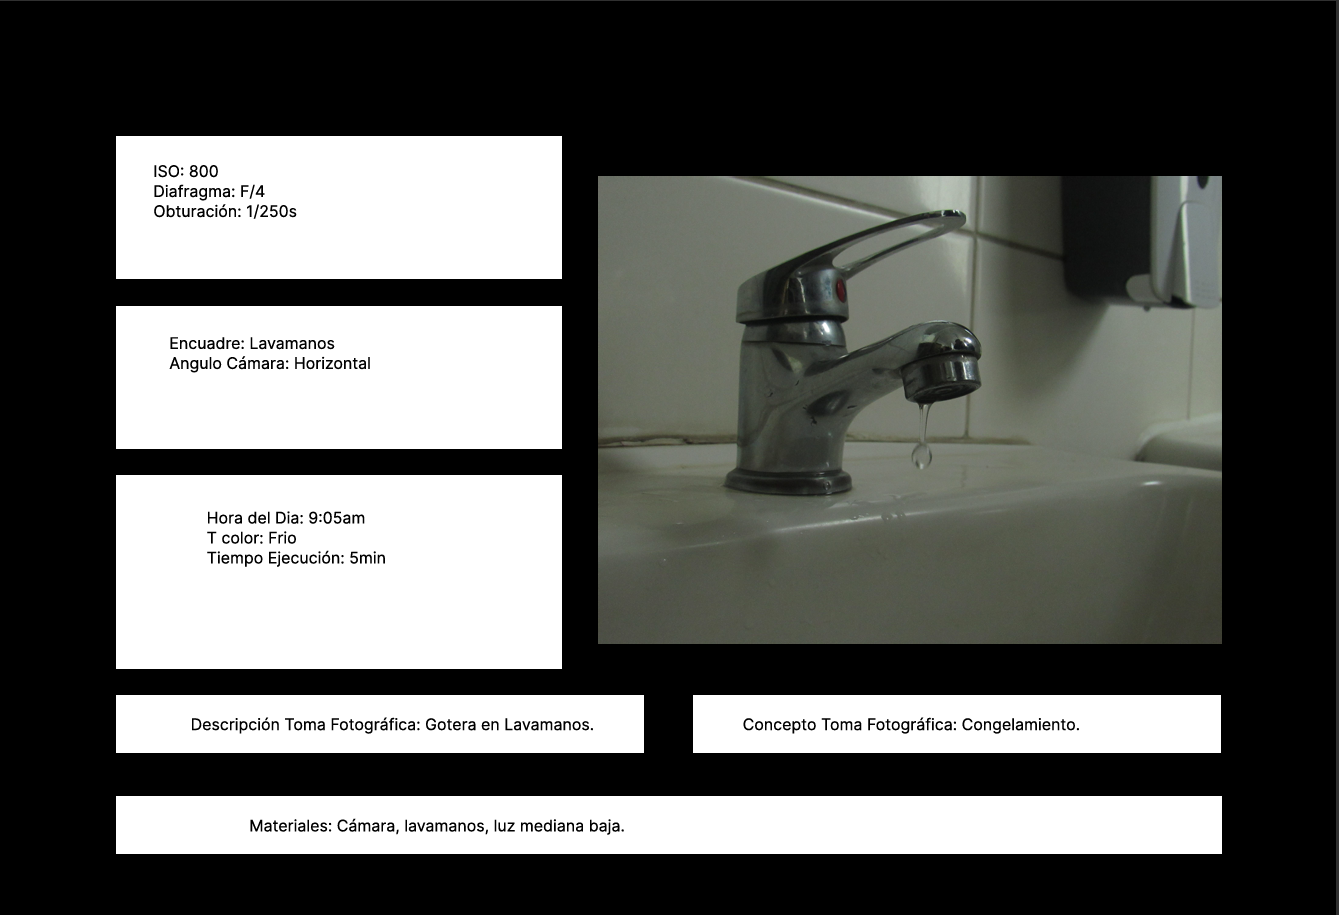 ISO: 800
Diafragma: F/4
Obturación: 1/250s
Encuadre: Lavamanos
Angulo Cámara: Horizontal
Hora del Dia: 9:05am
T color: Frio
Tiempo Ejecución: 5min
Descripción Toma Fotográfica: Gotera en Lavamanos.
Concepto Toma Fotográfica: Congelamiento.
Materiales: Cámara, lavamanos, luz mediana baja.